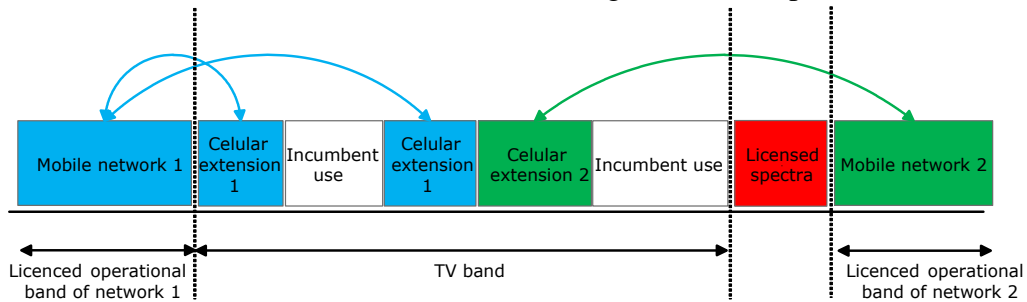 Mobile network 1
Celular
extension
1
Incumbent
use
Celular
extension
1
Celular
extension 2
Incumbent use
Licensed
spectra
Mobile network 2
Licenced operational
band of network 1
TV band
Licenced operational
band of network 2